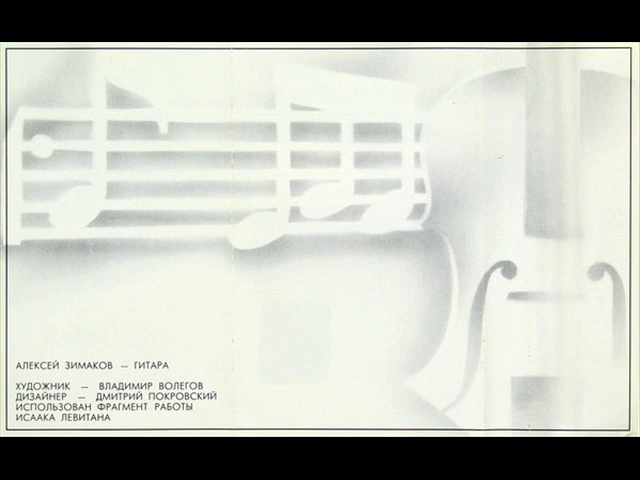 АЛЕКСЕЙ ЗИМАКОВ — ГИТАРА
ХУДОЖНИК — ВЛАДИМИР ВОЛЕГОВ
ДИЗАЙНЕР — ДМИТРИЙ ПОКРОВСКИЙ
ИСПОЛЬЗОВАН ФРАГМЕНТ РАБОТЫ
ИСААКА ЛЕВИТАНА